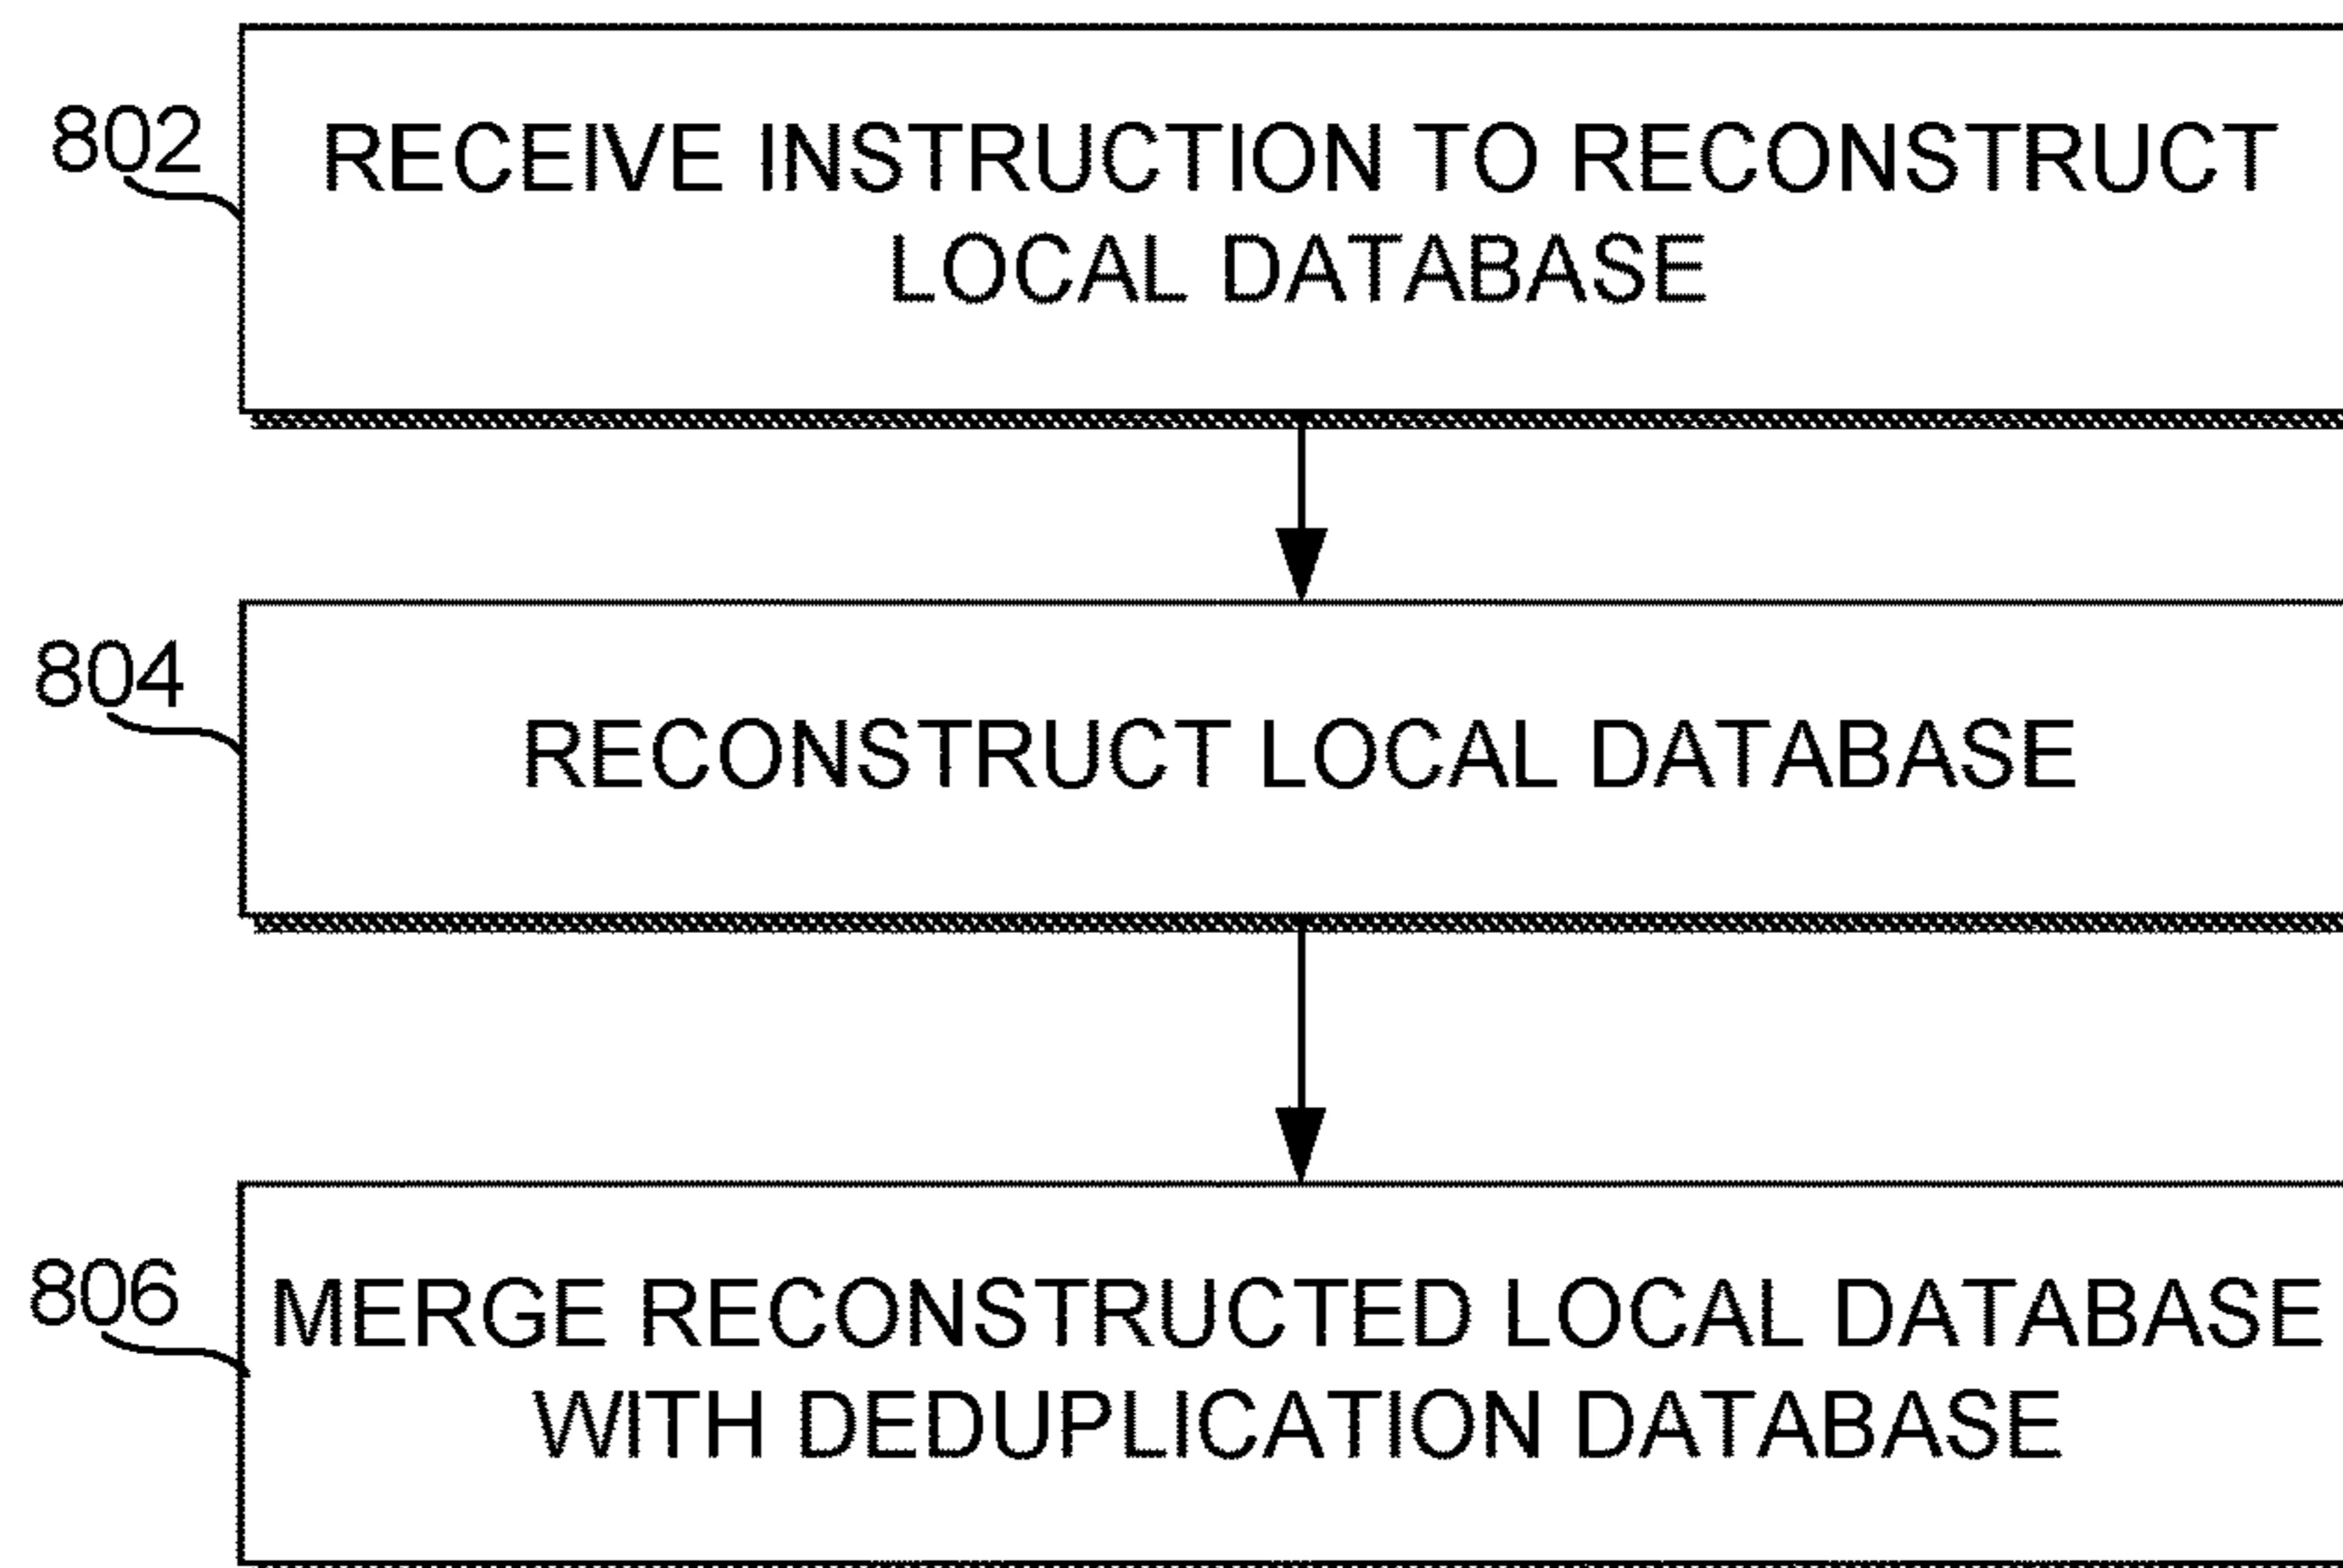 802
RECEIVE INSTRUCTION TO RECONSTRUCT
LOCAL DATABASE
804
RECONSTRUCT LOCAL DATABASE
806
MERGE RECONSTRUCTED LOCAL DATABASE
WITH DEDUPLICATION DATABASE